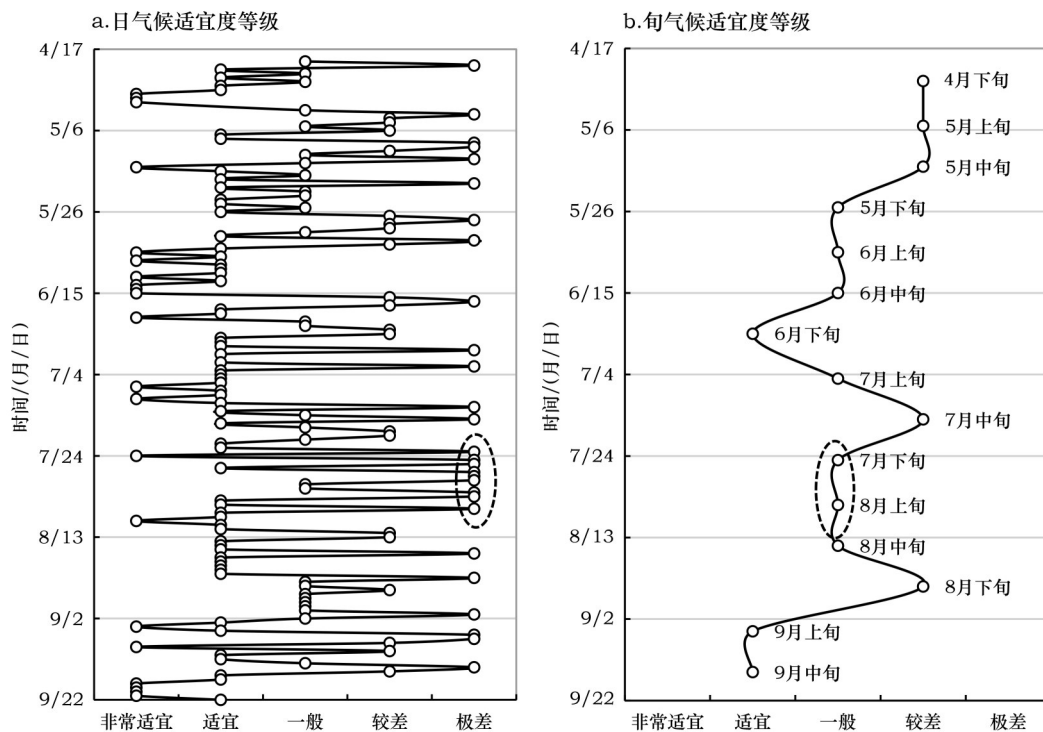 a.日气候适宜度等级
4/17
5/6
5/26
6/15
7/4
7/24
8/13
9/2
9/22
时间/(月/日)
非常适宜 适宜 一般 较差 极差
b.旬气候适宜度等级
4/17
5/6
5/26
6/15
7/4
7/24
8/13
9/2
9/22
时间/(月/日)
4月下旬
5月上旬
5月中旬
5月下旬
6月上旬
6月中旬
6月下旬
7月上旬
7月中旬
7月下旬
8月上旬
8月中旬
8月下旬
9月上旬
9月中旬
非常适宜 适宜 一般 较差 极差